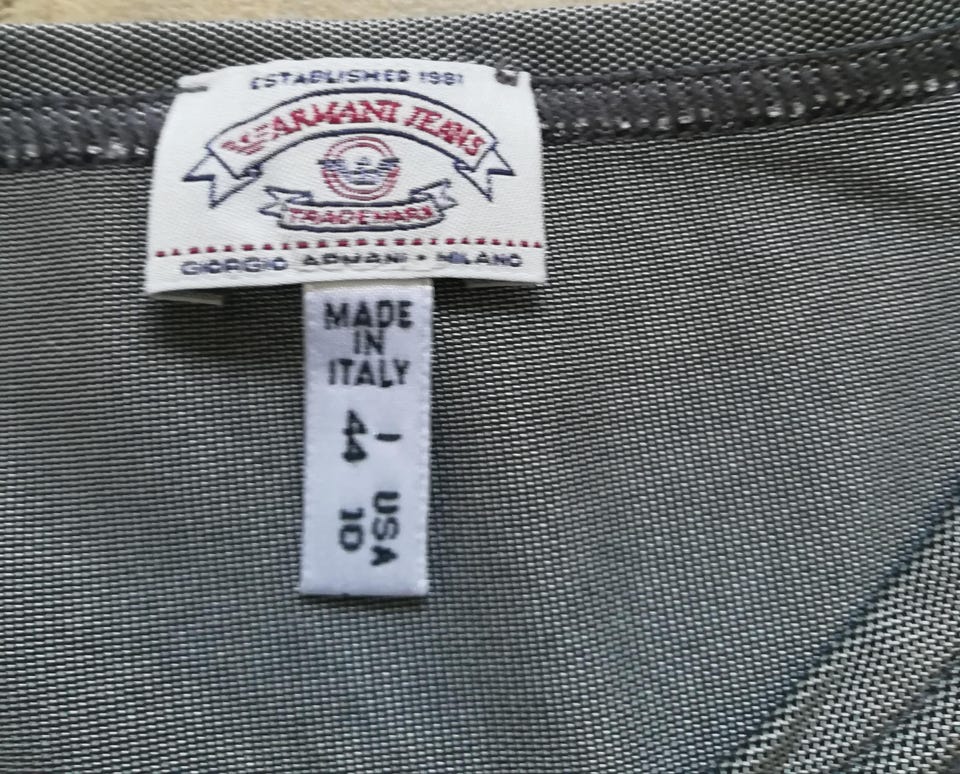 ESTABLISHED 1981
ARMANI JEANS
TRADEMARK
GIORGIO ARMANI • MILANO
MADE
IN
ITALY
I USA
44 10